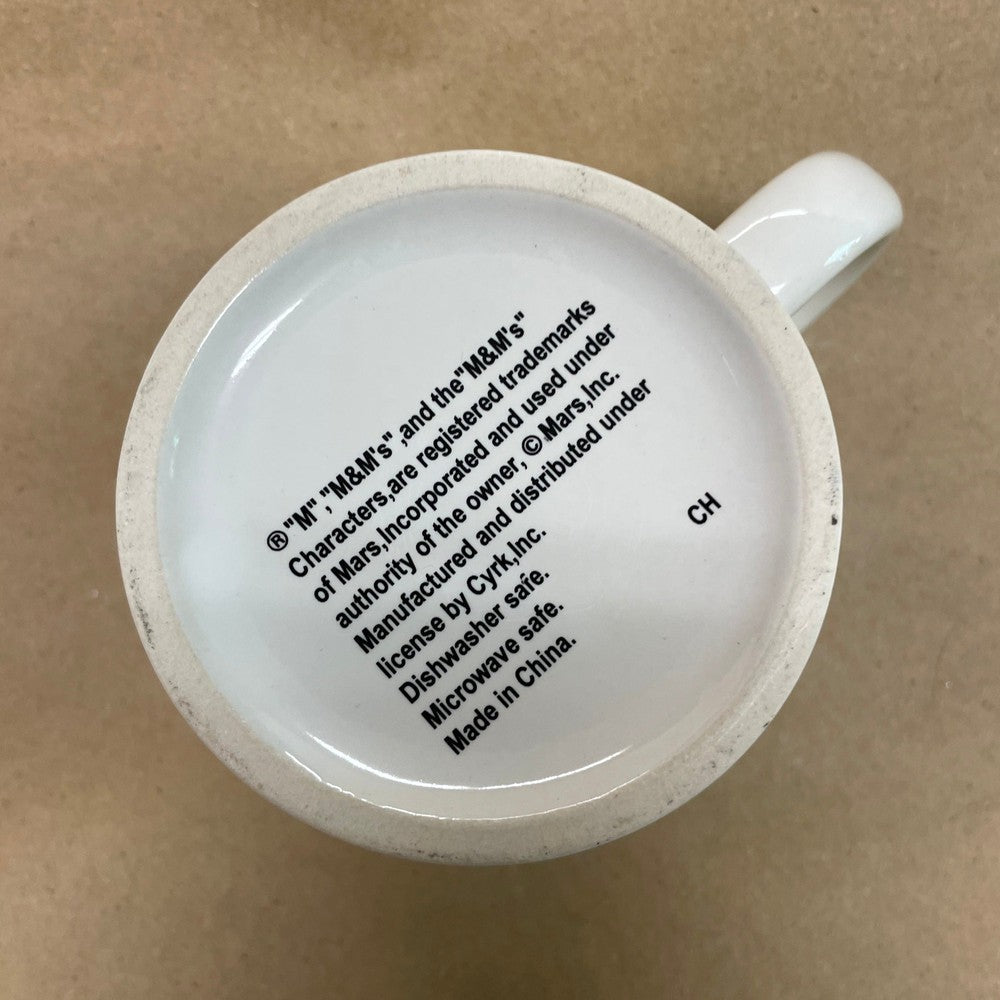 ® "M","M&M's" ,and the"M&M's"
Characters,are registered trademarks
of Mars,Incorporated and used under
authority of the owner, © Mars,Inc.
Manufactured and distributed under
license by Cyrk,Inc.
Dishwasher safe.
Microwave safe.
Made in China.
CH